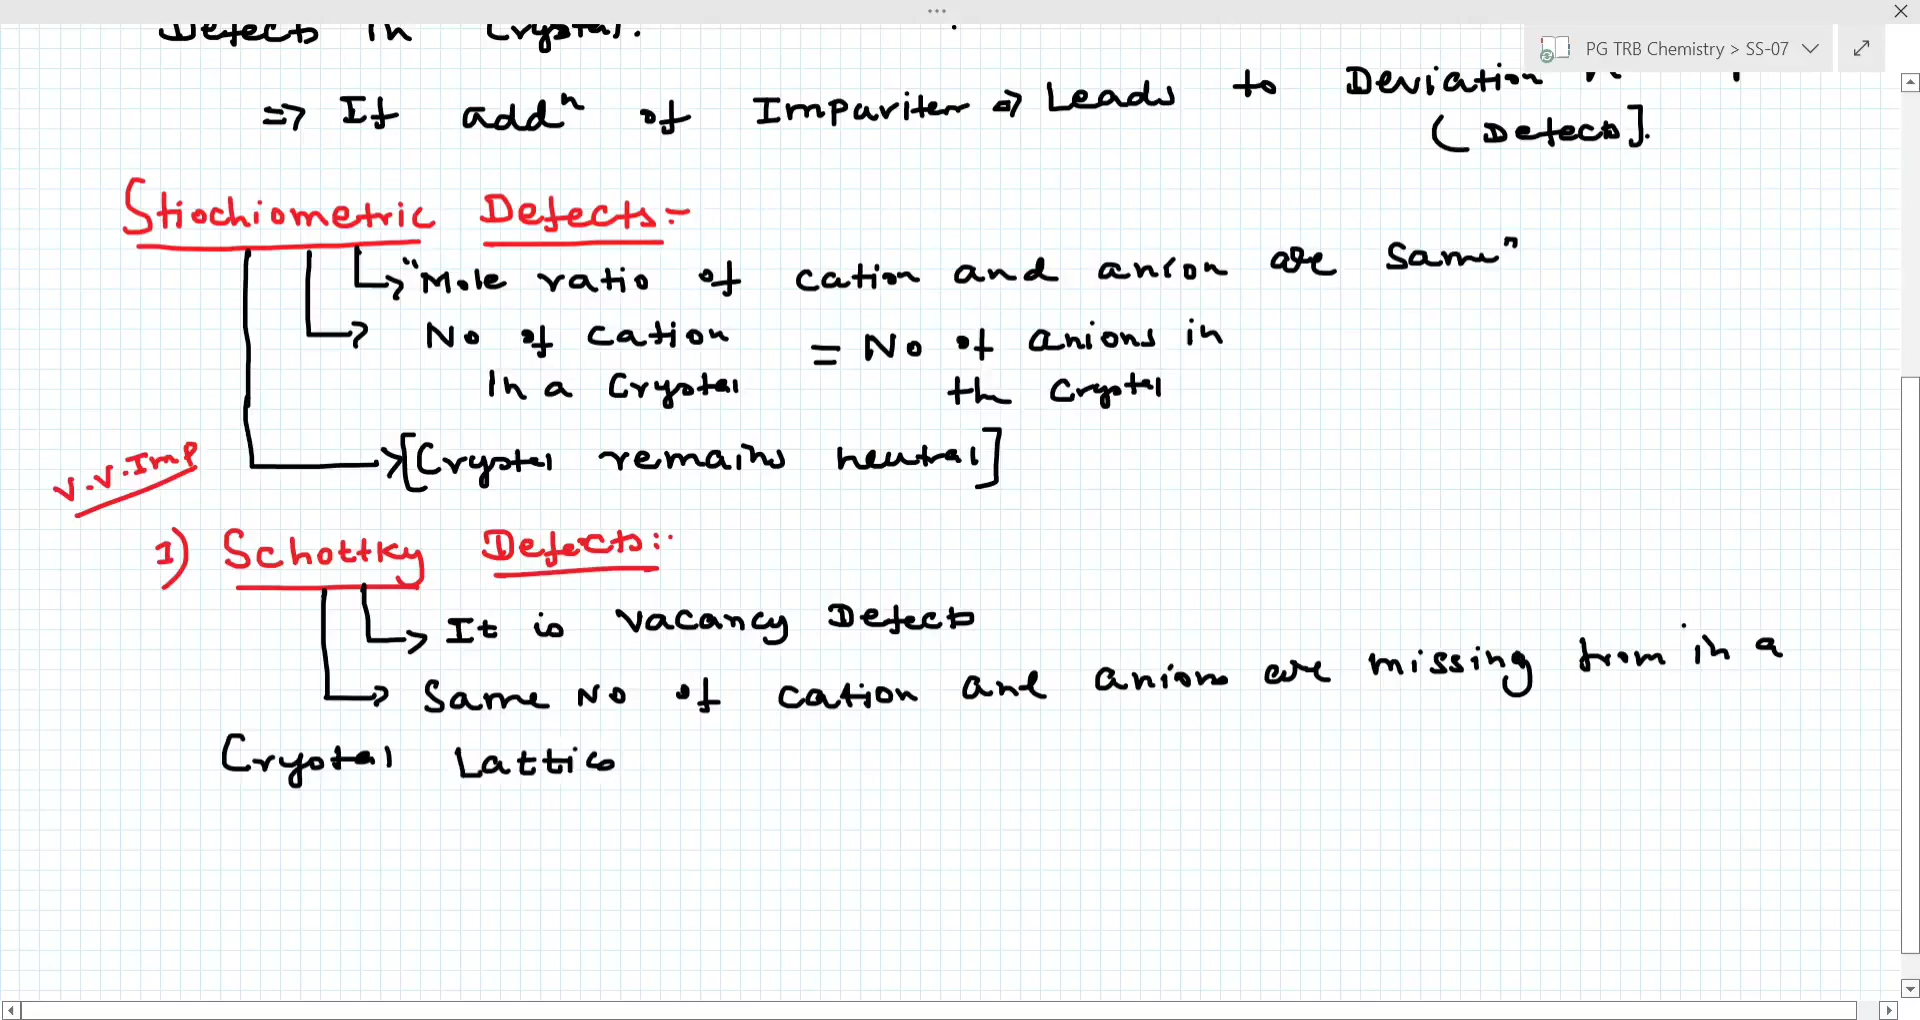 PG TRB Chemistry > SS-07
Defects in Crystal.
=> If addⁿ of Impurities => Leads to Deviation
(Defects].
Stiochiometric Defects:-
"Mole ratio of cation and anion are same"
No of cation = No of anions in
in a Crystal the Crystal
[Crystal remains neutral]
V.V.Imp
1) Schottky Defects:-
It is vacancy Defects
Same No of cation and anions are missing from in a
Crystal Lattice